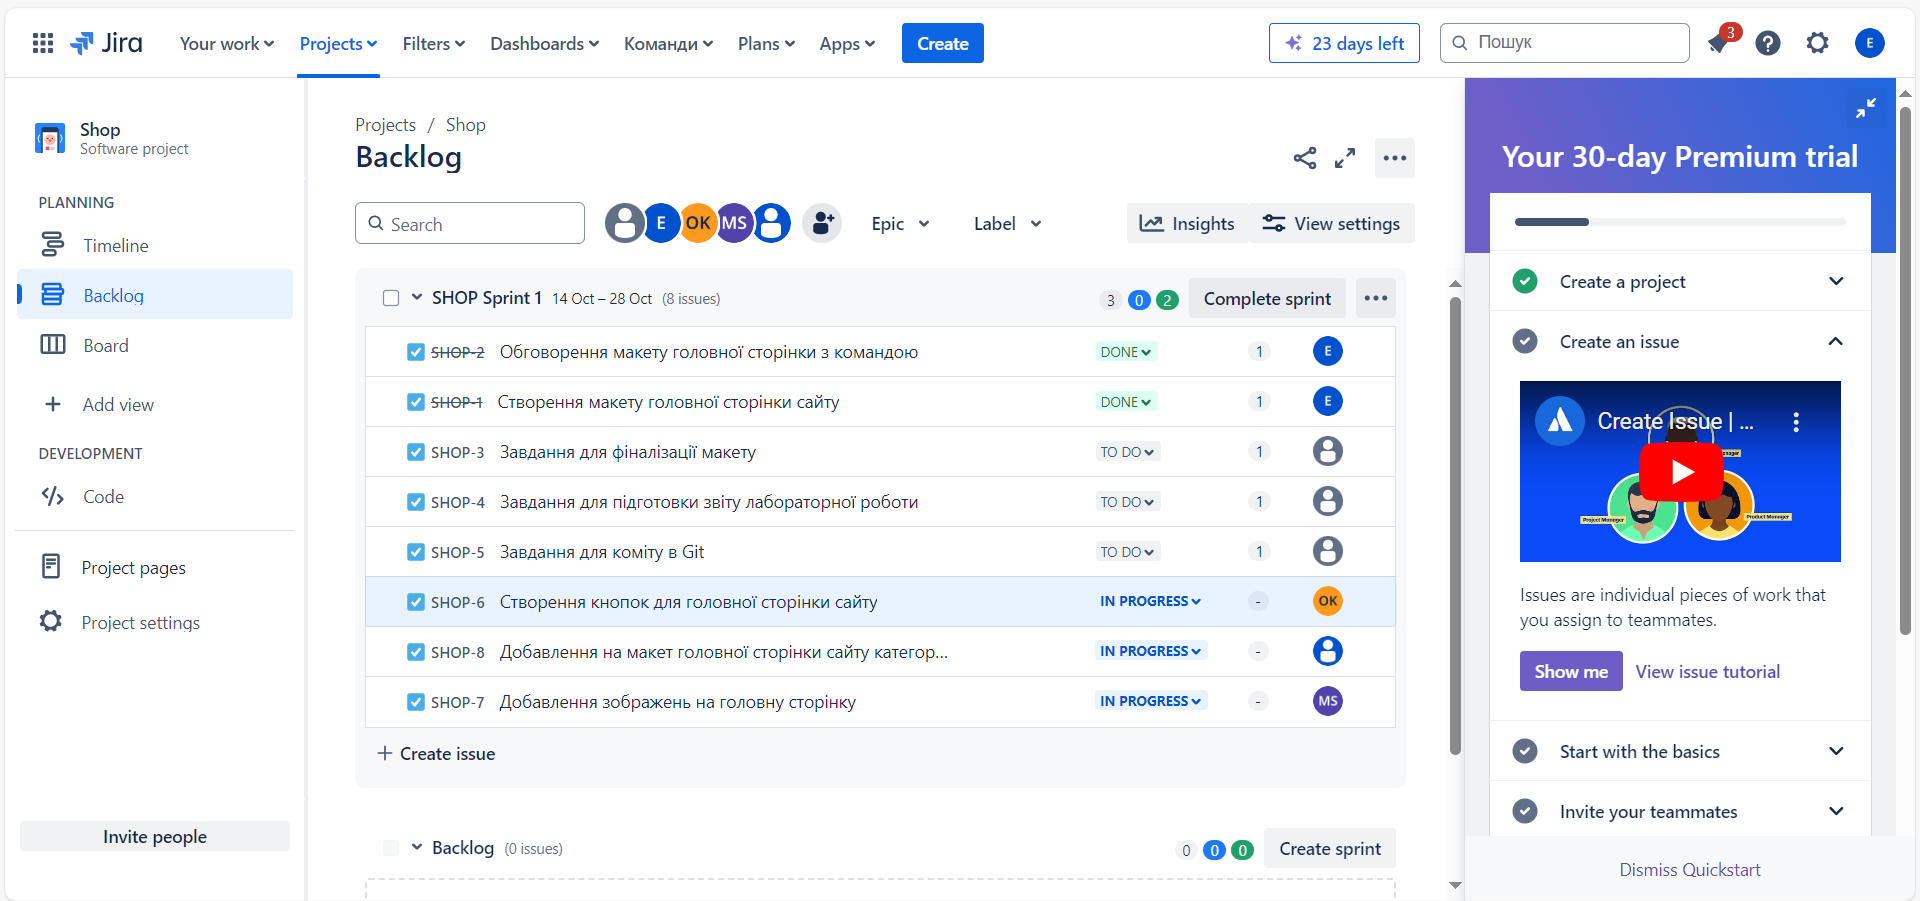 Jira Your work Projects Filters Dashboards Команди Plans Apps Create 23 days left Пошук 3 E
Shop
Software project
PLANNING
Timeline
Backlog
Board
Add view
DEVELOPMENT
Code
Project pages
Project settings
Invite people
Projects / Shop
Backlog
Search E OK MS Epic Label Insights View settings
SHOP Sprint 1 14 Oct – 28 Oct (8 issues) 3 0 2 Complete sprint
SHOP-2 Обговорення макету головної сторінки з командою DONE 1 E
SHOP-1 Створення макету головної сторінки сайту DONE 1 E
SHOP-3 Завдання для фіналізації макету TO DO 1
SHOP-4 Завдання для підготовки звіту лабораторної роботи TO DO 1
SHOP-5 Завдання для коміту в Git TO DO 1
SHOP-6 Створення кнопок для головної сторінки сайту IN PROGRESS - OK
SHOP-8 Добавлення на макет головної сторінки сайту категор... IN PROGRESS -
SHOP-7 Добавлення зображень на головну сторінку IN PROGRESS - MS
+ Create issue
Backlog (0 issues) 0 0 0 Create sprint
Your 30-day Premium trial
Create a project
Create an issue
Create Issue | ...
Project Manager
Product Manager
Issues are individual pieces of work that
you assign to teammates.
Show me View issue tutorial
Start with the basics
Invite your teammates
Dismiss Quickstart